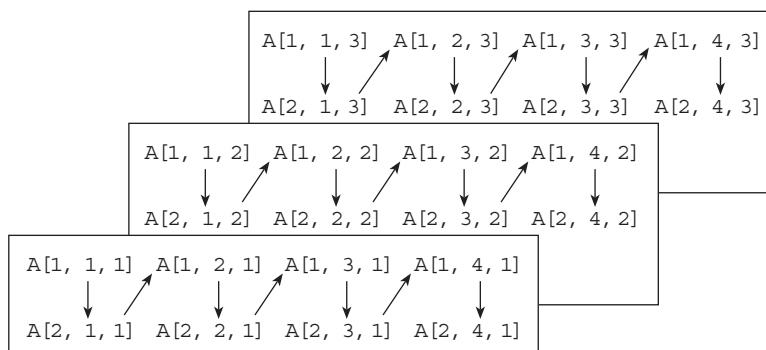 A[1, 1,3] A[1, 2,3] A[1, 3,3] A[1, 4,3]
A[2, 1,3] A[2, 2,3] A[2, 3,3] A[2, 4,3]
A[1, 1,2] A[1, 2,2] A[1, 3,2] A[1, 4,2]
A[2, 1,2] A[2, 2,2] A[2, 3,2] A[2, 4,2]
A[1, 1,1] A[1, 2,1] A[1, 3,1] A[1, 4,1]
A[2, 1,1] A[2, 2,1] A[2, 3,1] A[2, 4,1]